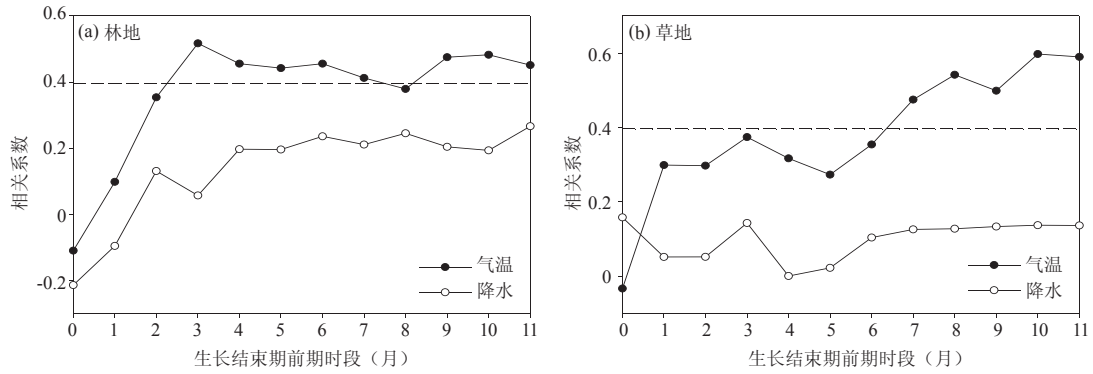 (a) 林地
0.6
0.4
0.2
0
-0.2
相关系数
气温
降水
0 1 2 3 4 5 6 7 8 9 10 11
生长结束期前期时段（月）
(b) 草地
0.6
0.4
0.2
0
相关系数
气温
降水
0 1 2 3 4 5 6 7 8 9 10 11
生长结束期前期时段（月）